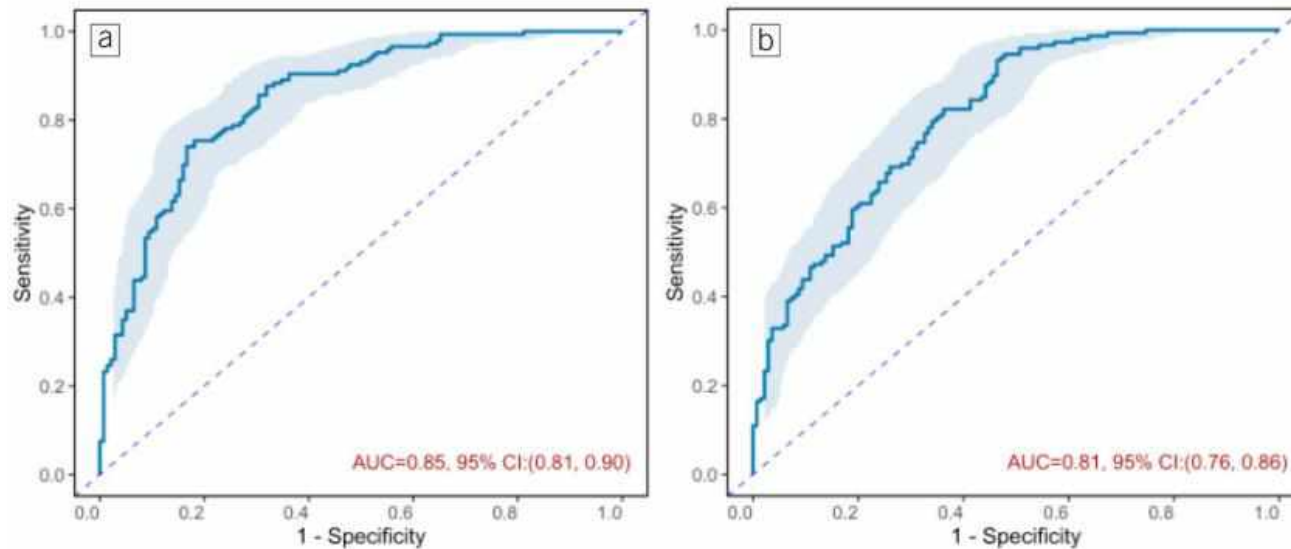 a
1.0
0.8
0.6
0.4
0.2
0.0
Sensitivity
AUC=0.85, 95% CI:(0.81, 0.90)
0.0 0.2 0.4 0.6 0.8 1.0
1 - Specificity
b
1.0
0.8
0.6
0.4
0.2
0.0
Sensitivity
AUC=0.81, 95% CI:(0.76, 0.86)
0.0 0.2 0.4 0.6 0.8 1.0
1 - Specificity